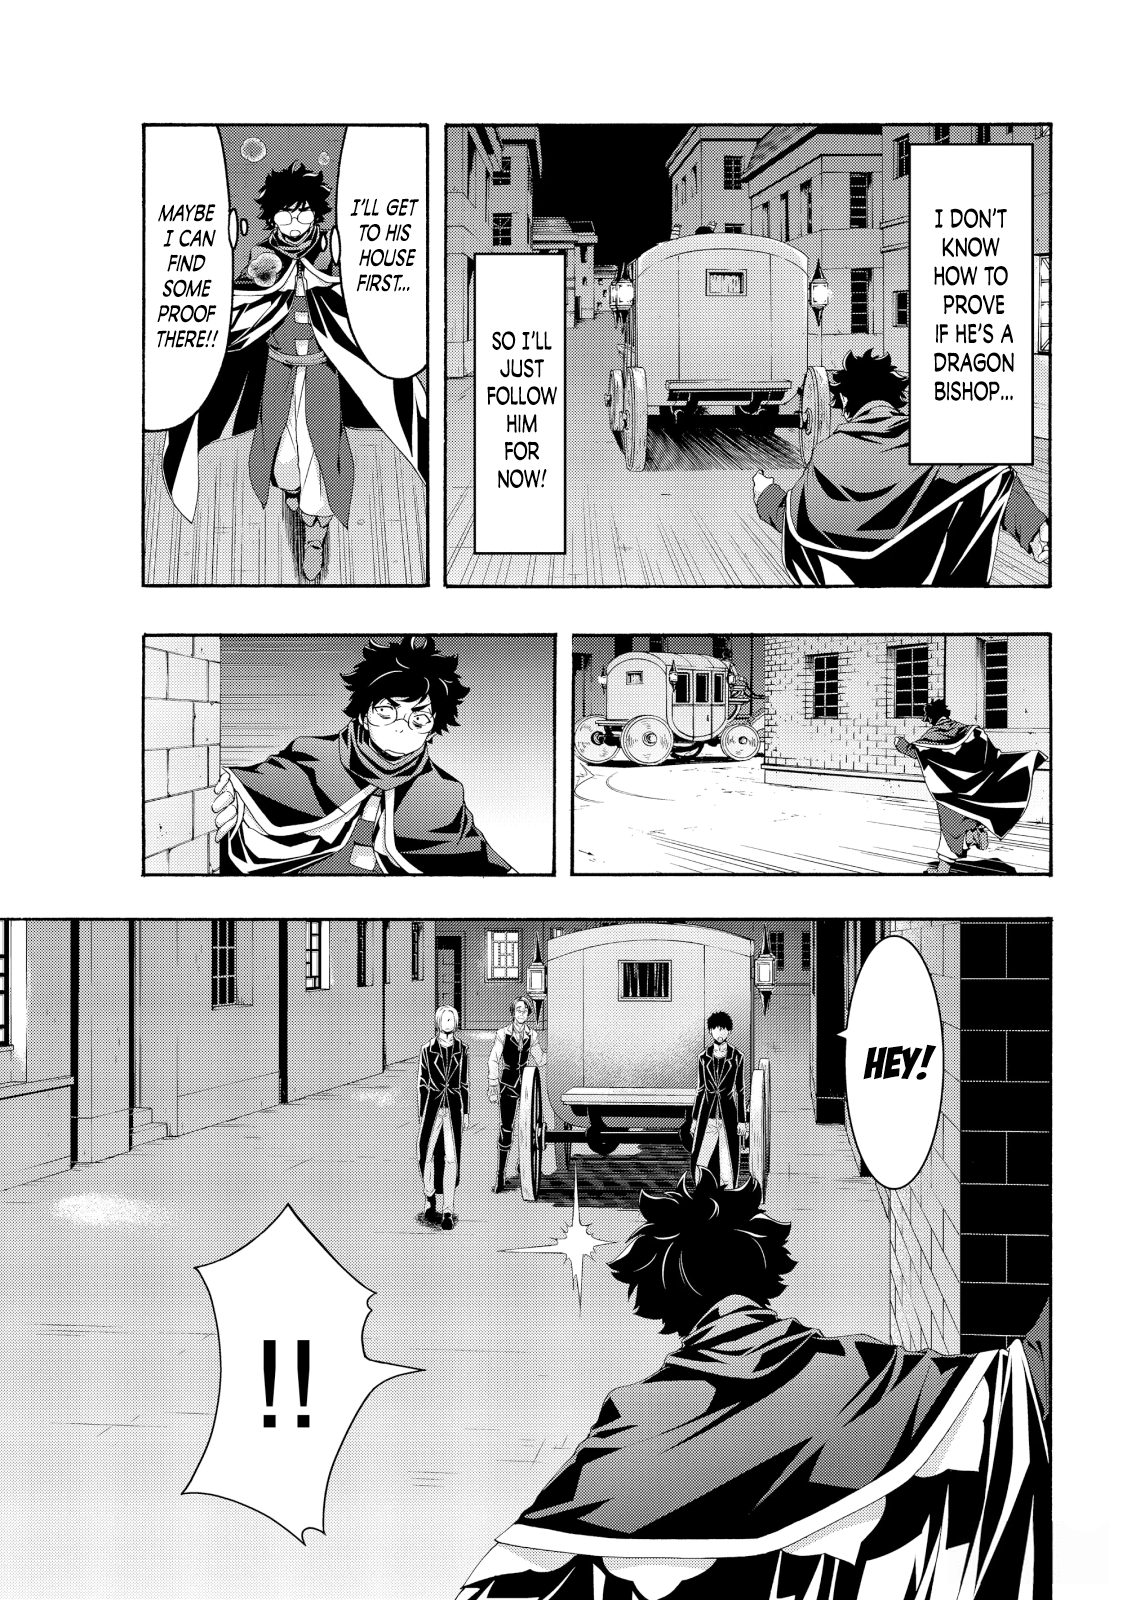 I DON'T
KNOW
HOW TO
PROVE
IF HE'S A
DRAGON
BISHOP...
SO I'LL
JUST
FOLLOW
HIM
FOR
NOW!
I'LL GET
TO HIS
HOUSE
FIRST...
MAYBE
I CAN
FIND
SOME
PROOF
THERE!!
HEY!
!!